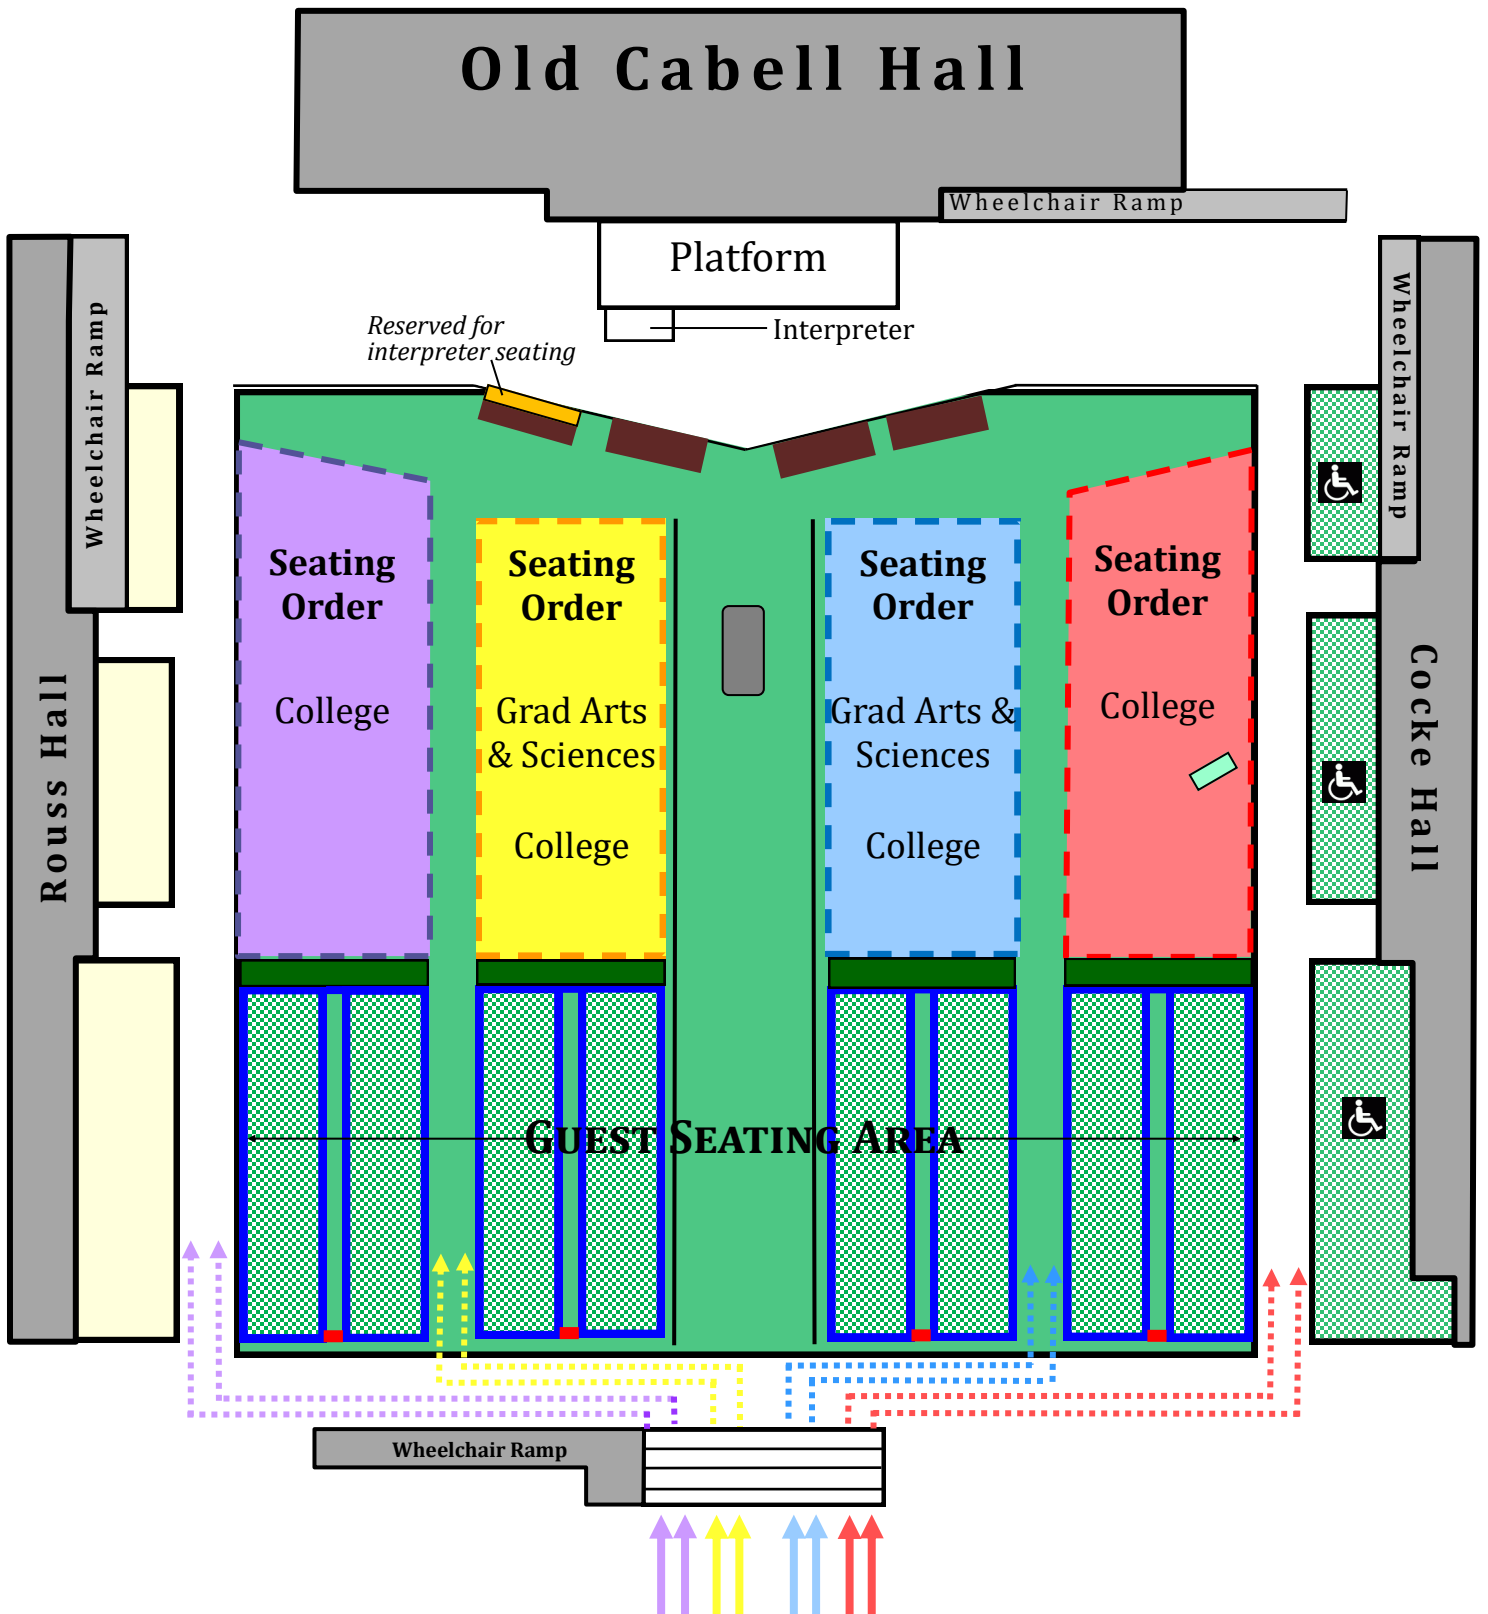 Old Cabell Hall
Wheelchair Ramp
Platform
Interpreter
Reserved for
interpreter seating
Wheelchair Ramp
Rouss Hall
Wheelchair Ramp
Cocke Hall
Seating
Order
College
Seating
Order
Grad Arts
& Sciences
College
Seating
Order
Grad Arts &
Sciences
College
Seating
Order
College
GUEST SEATING AREA
Wheelchair Ramp